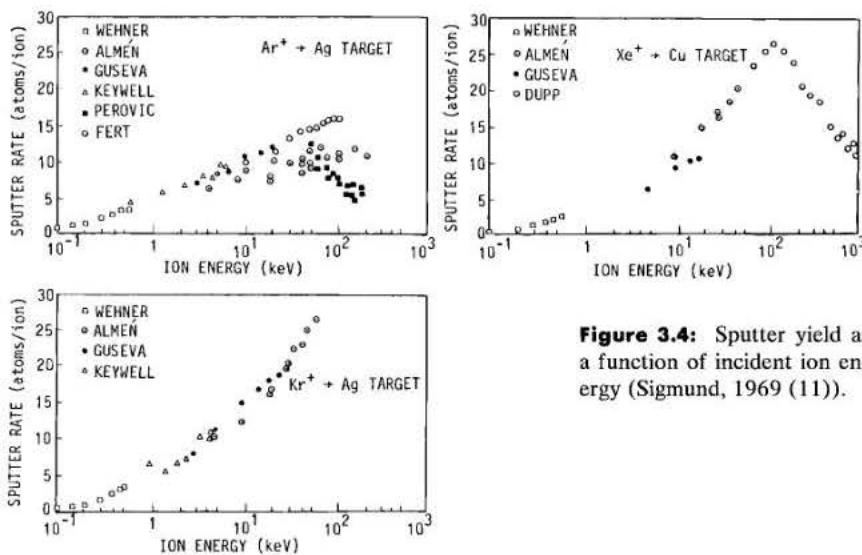 SPUTTER RATE (atoms/ion)
30
25
20
15
10
5
0
□ WEHNER
⊙ ALMÉN
• GUSEVA
△ KEYWELL
■ PEROVIC
○ FERT
Ar⁺ → Ag TARGET
10⁻¹ 1 10¹ 10² 10³
ION ENERGY (keV)
SPUTTER RATE (atoms/ion)
30
25
20
15
10
5
0
□ WEHNER
⊙ ALMEŃ
• GUSEVA
□ DUPP
Xe⁺ → Cu TARGET
10⁻¹ 1 10¹ 10² 10³
ION ENERGY (keV)
SPUTTER RATE (atoms/ion)
30
25
20
15
10
5
0
□ WEHNER
⊙ ALMEŃ
• GUSEVA
△ KEYWELL
Kr⁺ → Ag TARGET
10⁻¹ 1 10¹ 10² 10³
ION ENERGY (keV)
Figure 3.4: Sputter yield a
a function of incident ion en
ergy (Sigmund, 1969 (11)).